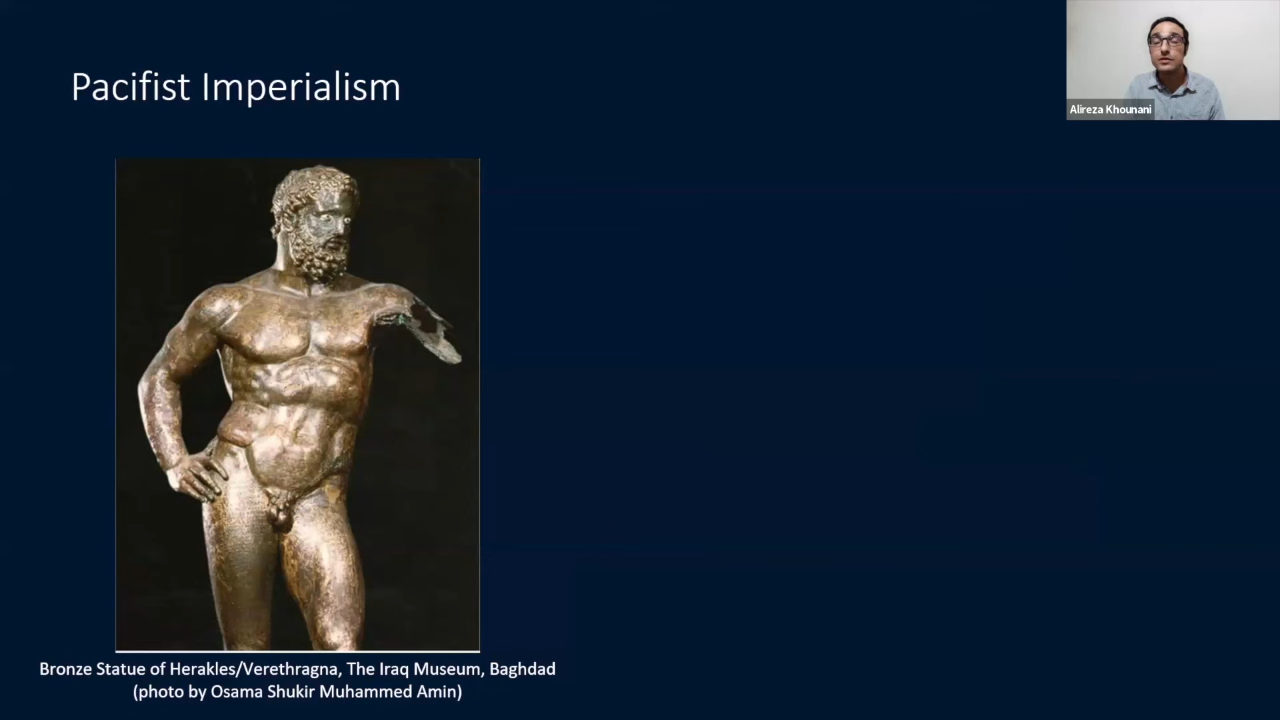 Pacifist Imperialism
Alireza Khounani
Bronze Statue of Herakles/Verethragna, The Iraq Museum, Baghdad
(photo by Osama Shukir Muhammed Amin)